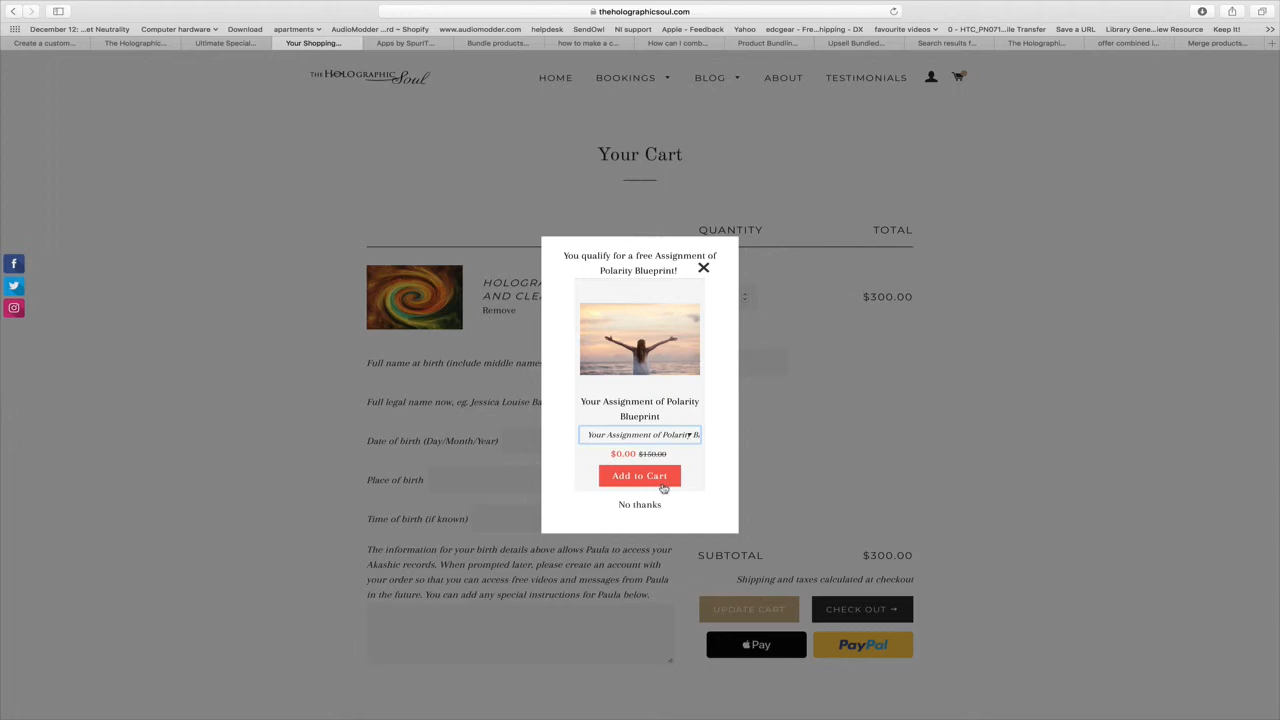 theholographicsoul.com
December 12: ...et Neutrality Computer hardware Download apartments AudioModder ...rd ~ Shopify www.audiomodder.com helpdesk SendOwl NI support Apple - Feedback Yahoo edcgear - Fre...hipping - DX favourite videos 0 - HTC_PN071...le Transfer Save a URL Library Gene...iew Resource Keep It!
Create a custom... The Holographic... Ultimate Special... Your Shopping... Apps by SpurIT... Bundle products... how to make a c... How can I comb... Product Bundlin... Upsell Bundled... Search results f... The Holographi... offer combined i... Merge products...
THE HOLOGRAPHIC Soul HOME BOOKINGS BLOG ABOUT TESTIMONIALS
Your Cart
QUANTITY TOTAL
You qualify for a free Assignment of
Polarity Blueprint!
HOLOG
AND CLE
Remove
$300.00
Your Assignment of Polarity
Blueprint
Your Assignment of Polarity B
$0.00 $150.00
Add to Cart
No thanks
Full name at birth (include middle name
Full legal name now, eg. Jessica Louise Ba
Date of birth (Day/Month/Year)
Place of birth
Time of birth (if known)
The information for your birth details above allows Paula to access your
Akashic records. When prompted later, please create an account with
your order so that you can access free videos and messages from Paula
in the future. You can add any special instructions for Paula below.
SUBTOTAL $300.00
Shipping and taxes calculated at checkout
UPDATE CART CHECK OUT →
Pay PayPal